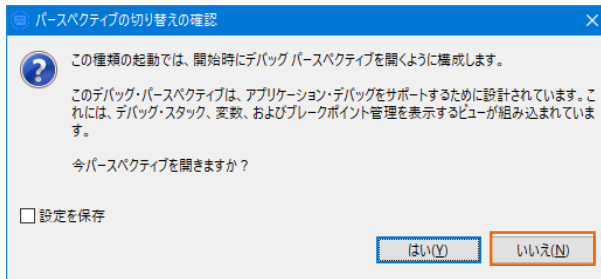 パースペクティブの切り替えの確認
この種類の起動では、開始時にデバッグ パースペクティブを開くように構成します。
このデバッグ・パースペクティブは、アプリケーション・デバッグをサポートするために設計されています。こ
れには、デバッグ・スタック、変数、およびブレークポイント管理を表示するビューが組み込まれていま
す。
今パースペクティブを開きますか？
設定を保存
はい(Y) いいえ(N)